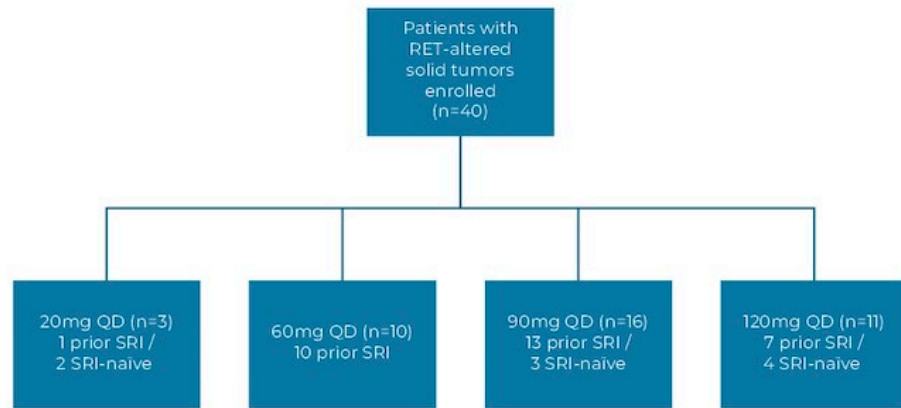 Patients with
RET-altered
solid tumors
enrolled
(n=40)
20mg QD (n=3)
1 prior SRI /
2 SRI-naïve
60mg QD (n=10)
10 prior SRI
90mg QD (n=16)
13 prior SRI /
3 SRI-naïve
120mg QD (n=11)
7 prior SRI /
4 SRI-naïve